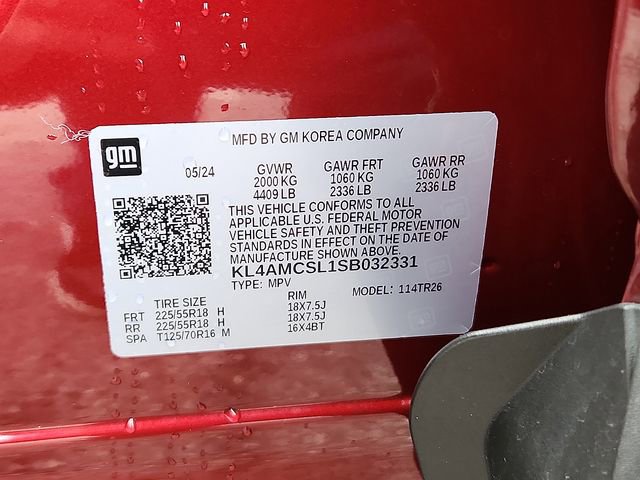 gm
MFD BY GM KOREA COMPANY
05/24 GVWR GAWR FRT GAWR RR
2000 KG 1060 KG 1060 KG
4409 LB 2336 LB 2336 LB
THIS VEHICLE CONFORMS TO ALL
APPLICABLE U.S. FEDERAL MOTOR
VEHICLE SAFETY AND THEFT PREVENTION
STANDARDS IN EFFECT ON THE DATE OF
MANUFACTURE SHOWN ABOVE.
KL4AMCSL1SB032331
TYPE: MPV MODEL: 114TR26
TIRE SIZE RIM
FRT 225/55R18 H 18X7.5J
RR 225/55R18 H 18X7.5J
SPA T125/70R16 M 16X4BT